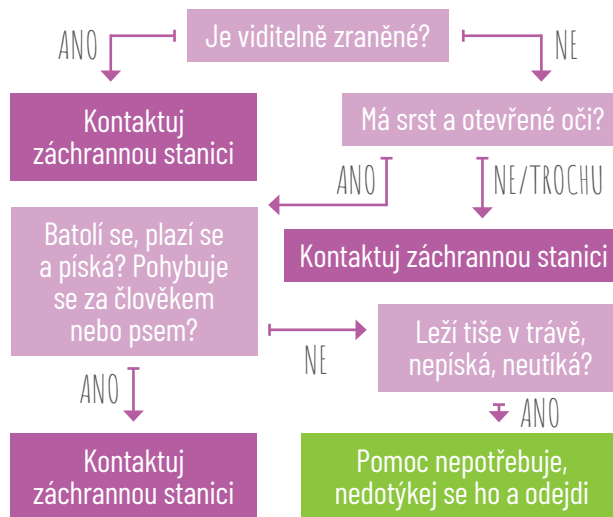 Je viditelně zraněné?
ANO
NE
Kontaktuj
záchrannou stanici
Má srst a otevřené oči?
ANO
NE/TROCHU
Batolí se, plazí se
a píská? Pohybuje
se za člověkem
nebo psem?
Kontaktuj záchrannou stanici
NE
Leží tiše v trávě,
nepíská, neutíká?
ANO
ANO
Kontaktuj
záchrannou stanici
Pomoc nepotřebuje,
nedotýkej se ho a odejdi